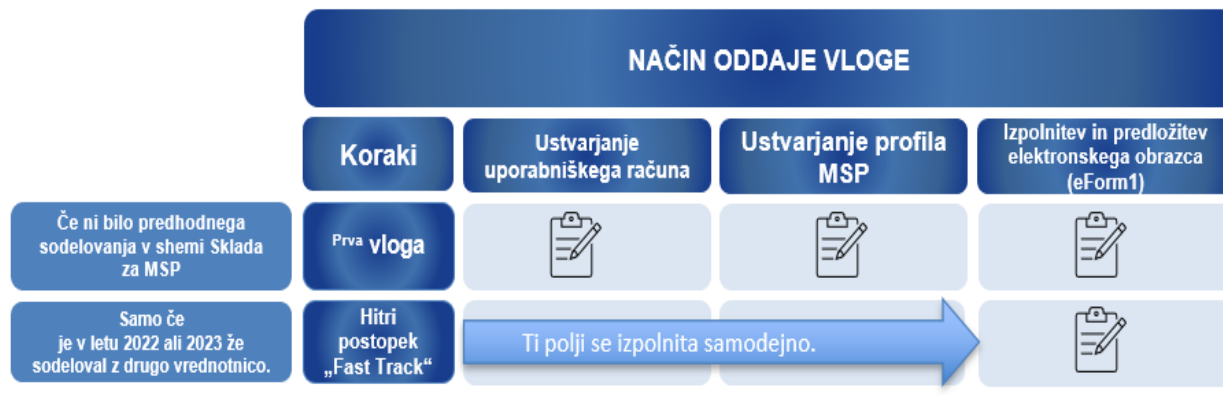 NAČIN ODDAJE VLOGE
Koraki
Ustvarjanje
uporabniškega računa
Ustvarjanje profila
MSP
Izpolnitev in predložitev
elektronskega obrazca
(eForm1)
Če ni bilo predhodnega
sodelovanja v shemi Sklada
za MSP
Prva vloga
Samo če
je v letu 2022 ali 2023 že
sodeloval z drugo vrednotnico.
Hitri
postopek
„Fast Track“
Ti polji se izpolnita samodejno.